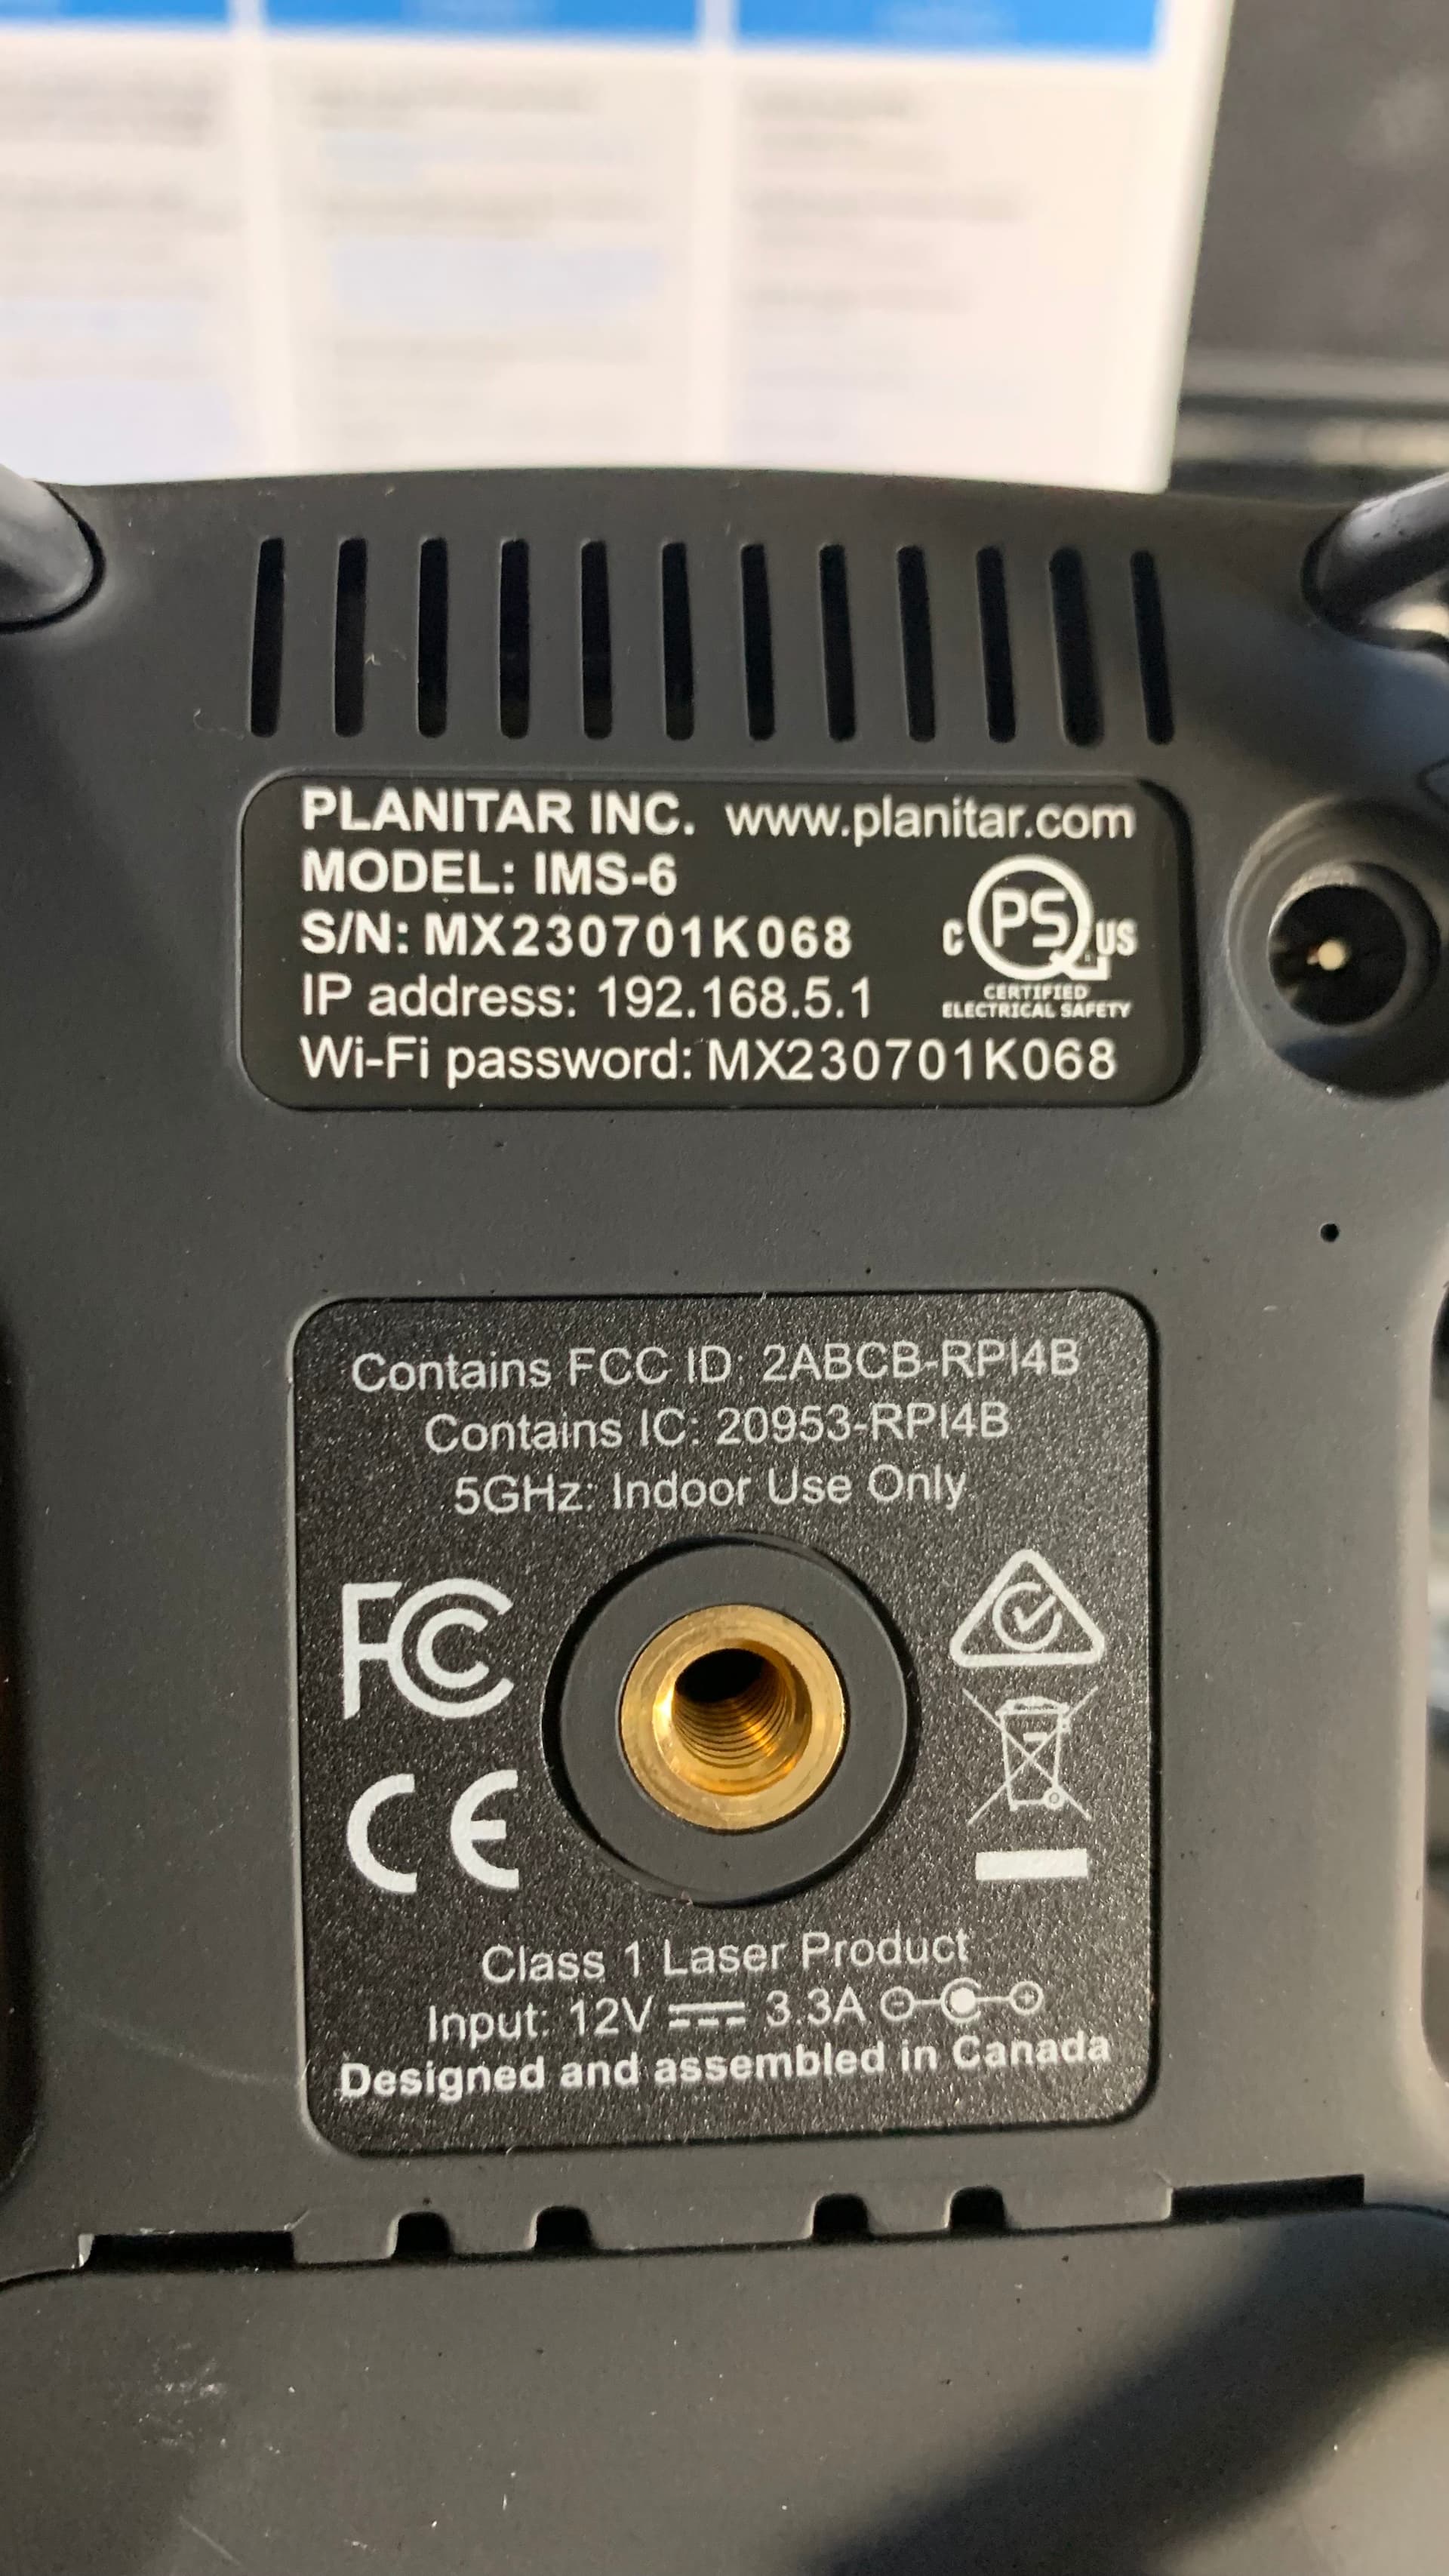 PLANITAR INC. www.planitar.com
MODEL: IMS-6
S/N: MX230701K068
IP address: 192.168.5.1
Wi-Fi password: MX230701K068
c PS US
CERTIFIED
ELECTRICAL SAFETY
Contains FCC ID: 2ABCB-RPI4B
Contains IC: 20953-RPI4B
5GHz: Indoor Use Only
FC
CE
Class 1 Laser Product
Input: 12V 3.3A
Designed and assembled in Canada